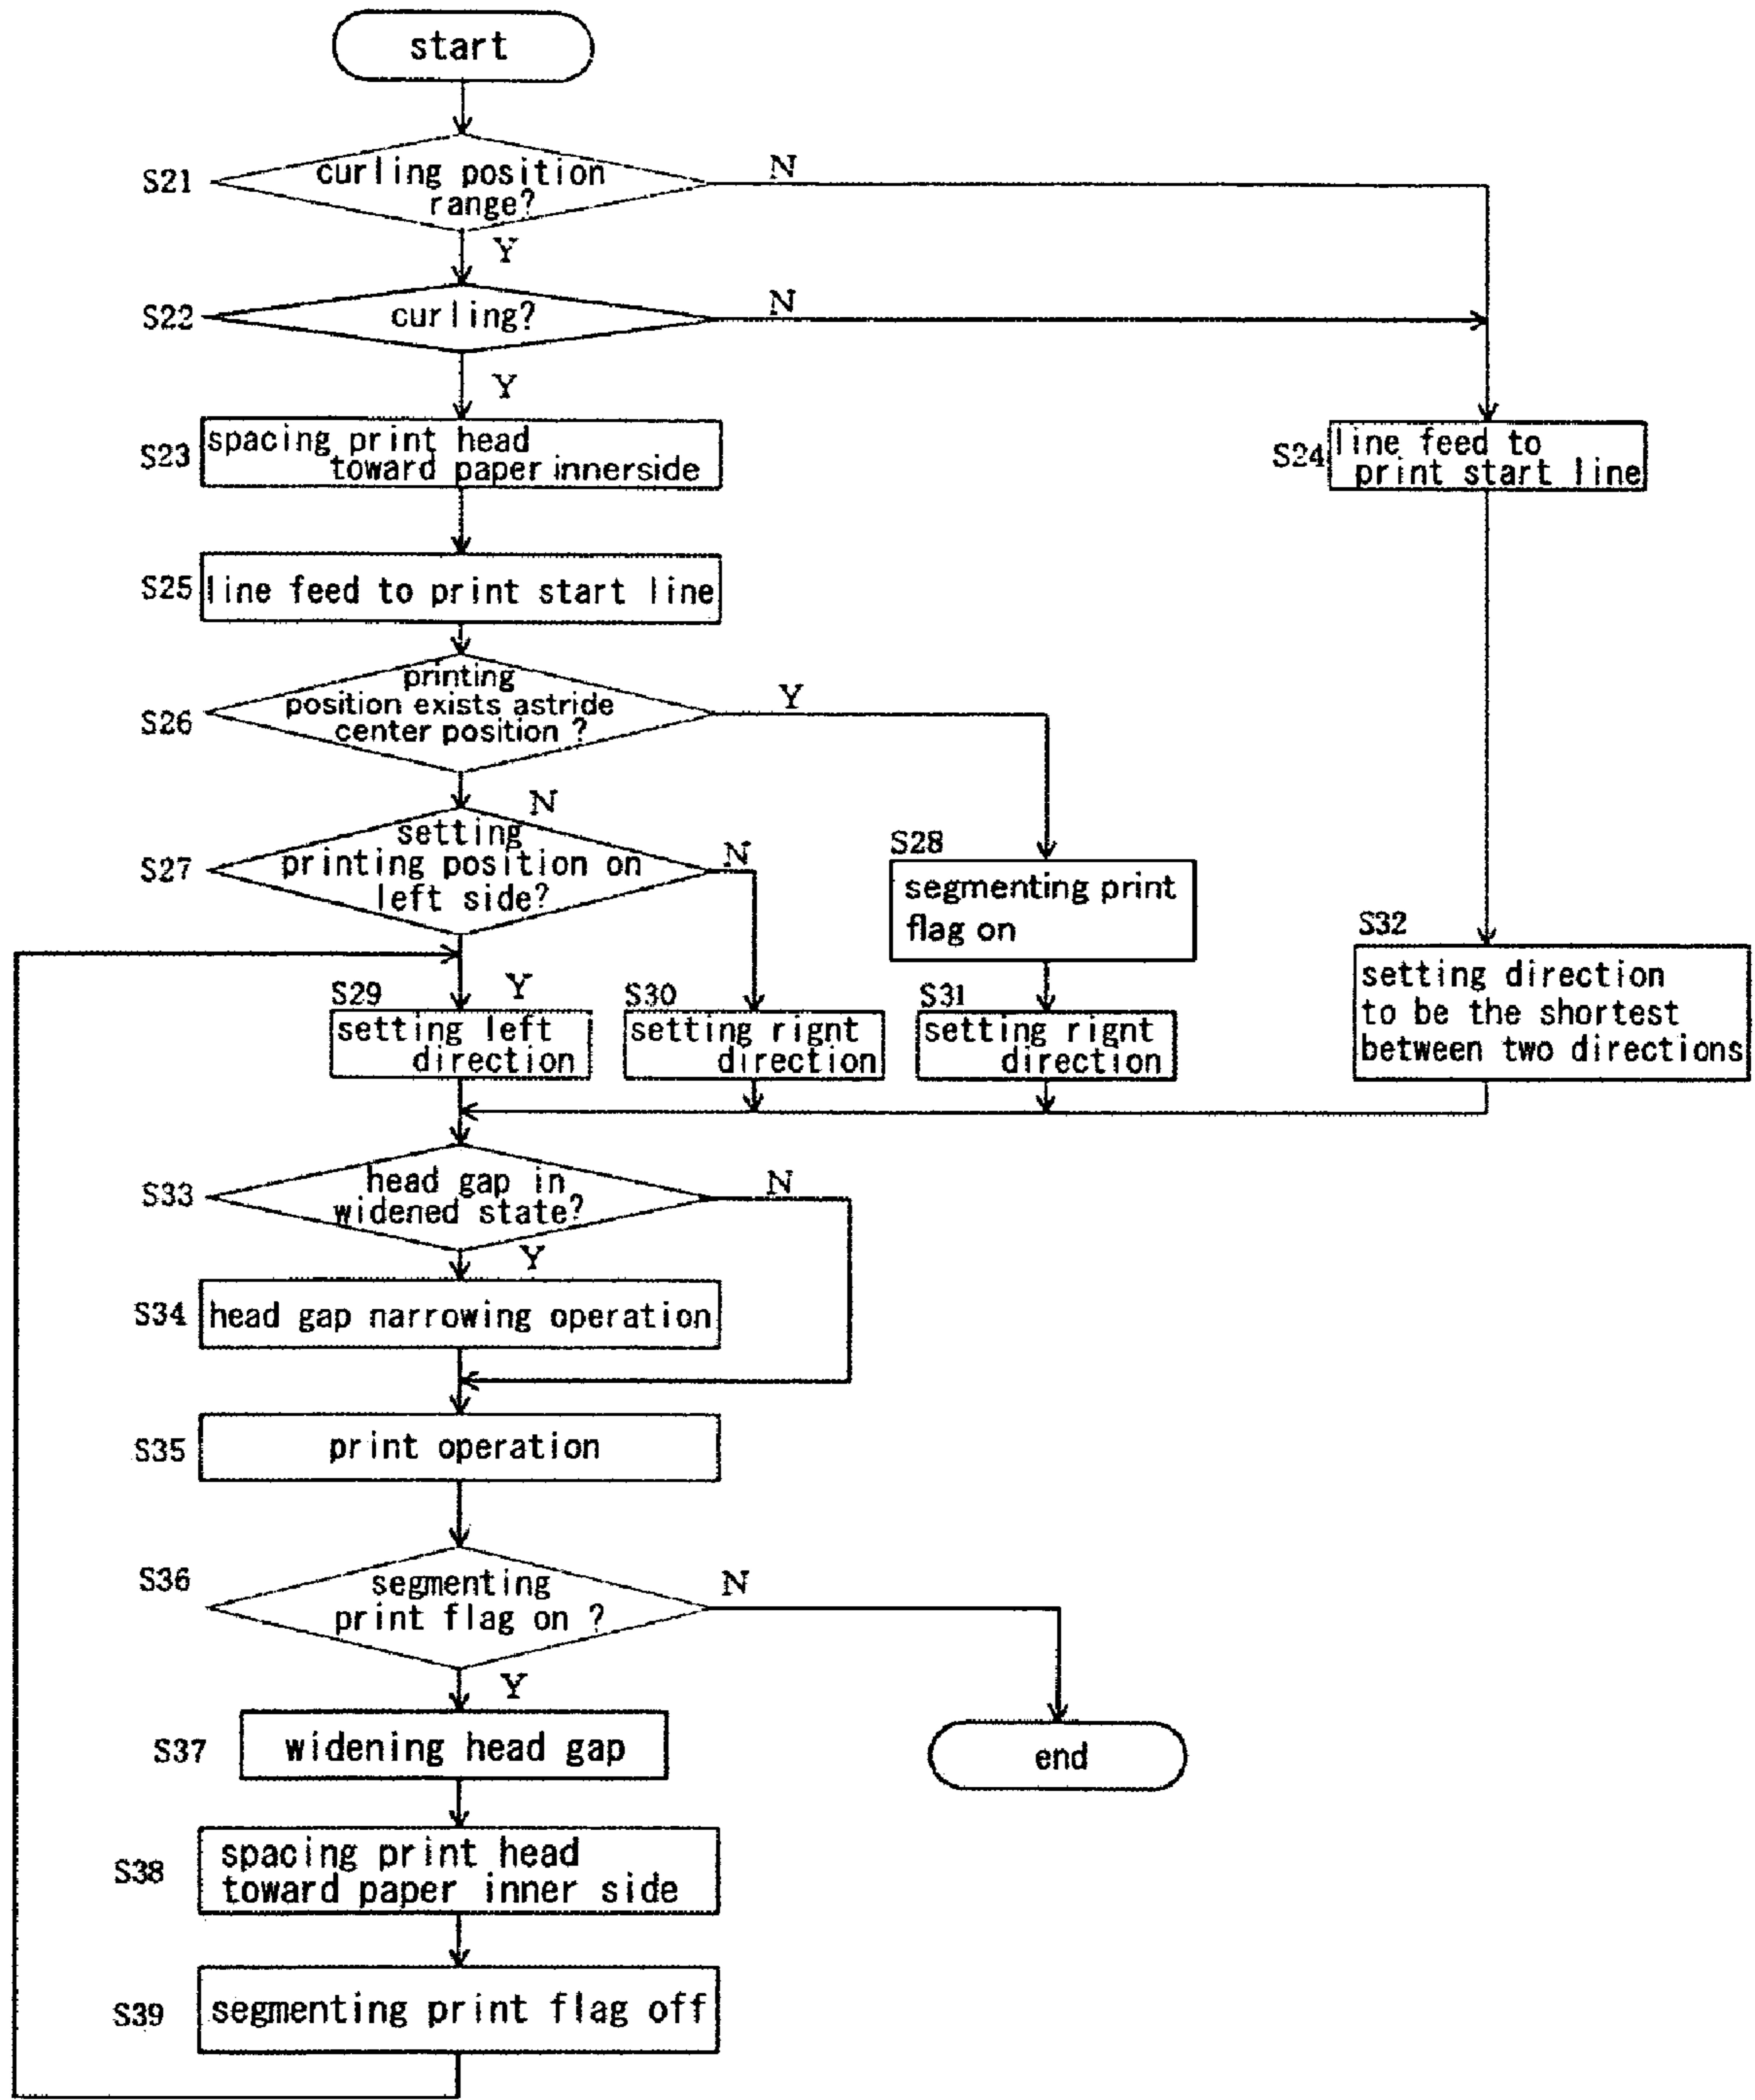 start
S21
curling position
range?
N
Y
S22
curling?
N
Y
S23
spacing print head
toward paper innerside
S24
line feed to
print start line
S25
line feed to print start line
S26
printing
position exists astride
center position ?
Y
N
S27
setting
printing position on
left side?
N
Y
S28
segmenting print
flag on
S29
setting left
direction
S30
setting rignt
direction
S31
setting rignt
direction
S32
setting direction
to be the shortest
between two directions
S33
head gap in
widened state?
N
Y
S34
head gap narrowing operation
S35
print operation
S36
segmenting
print flag on ?
N
Y
S37
widening head gap
end
S38
spacing print head
toward paper inner side
S39
segmenting print flag off